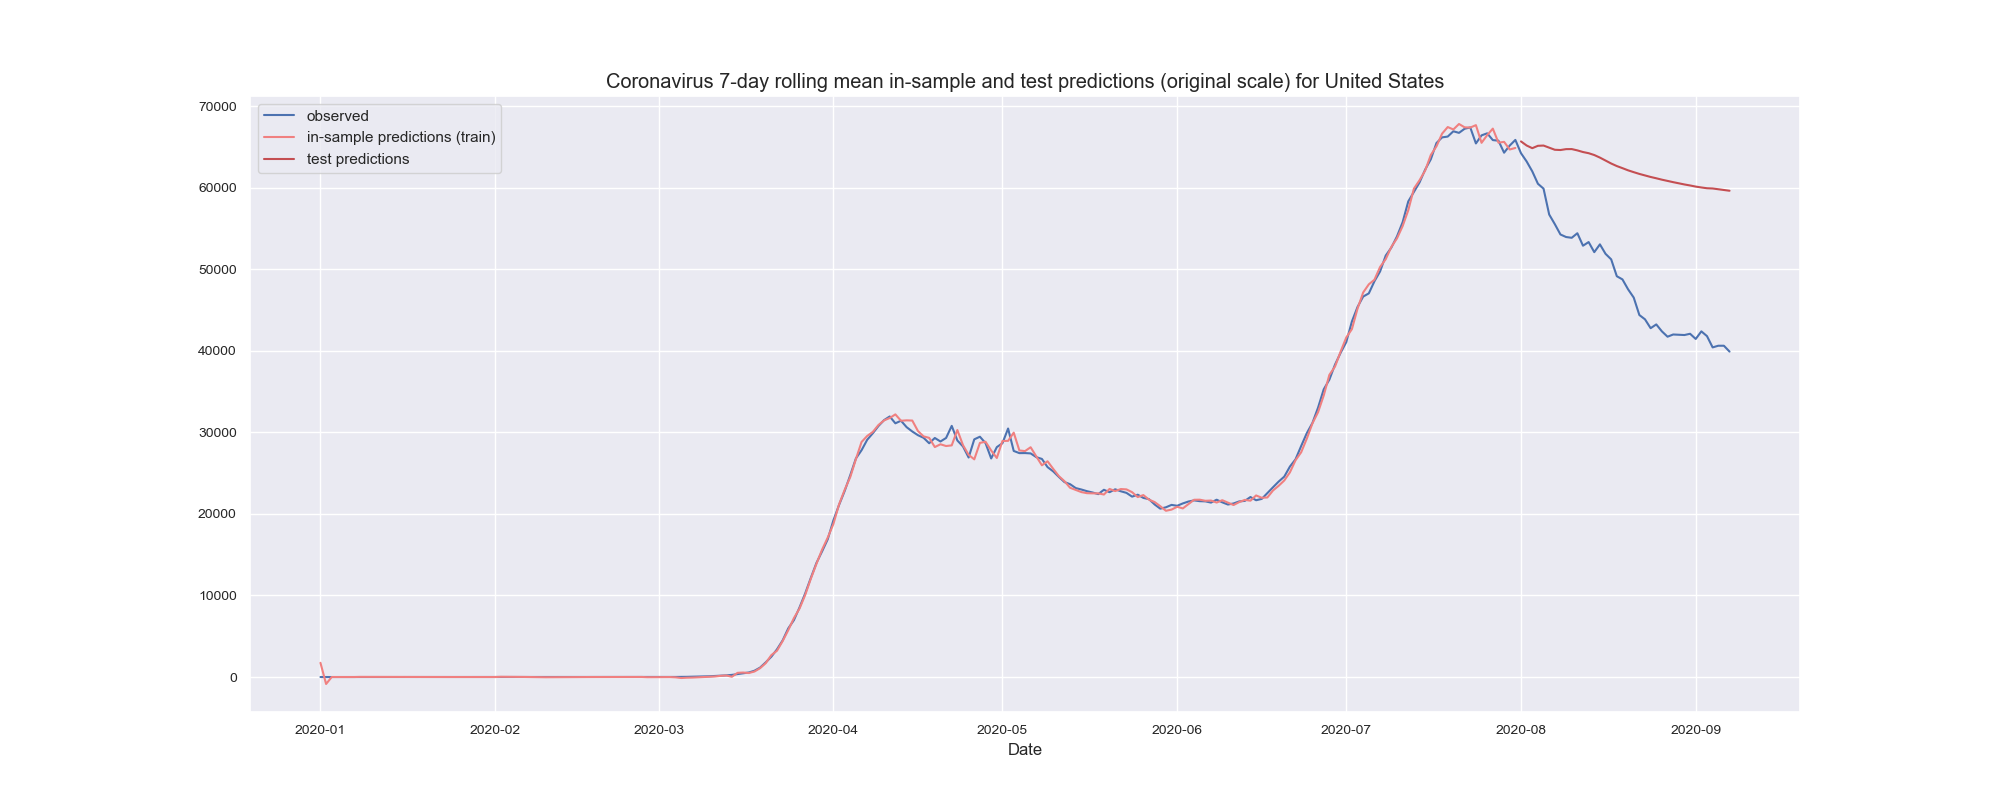 Coronavirus 7-day rolling mean in-sample and test predictions (original scale) for United States
70000
60000
50000
40000
30000
20000
10000
0
observed
in-sample predictions (train)
test predictions
2020-01 2020-02 2020-03 2020-04 2020-05 2020-06 2020-07 2020-08 2020-09
Date